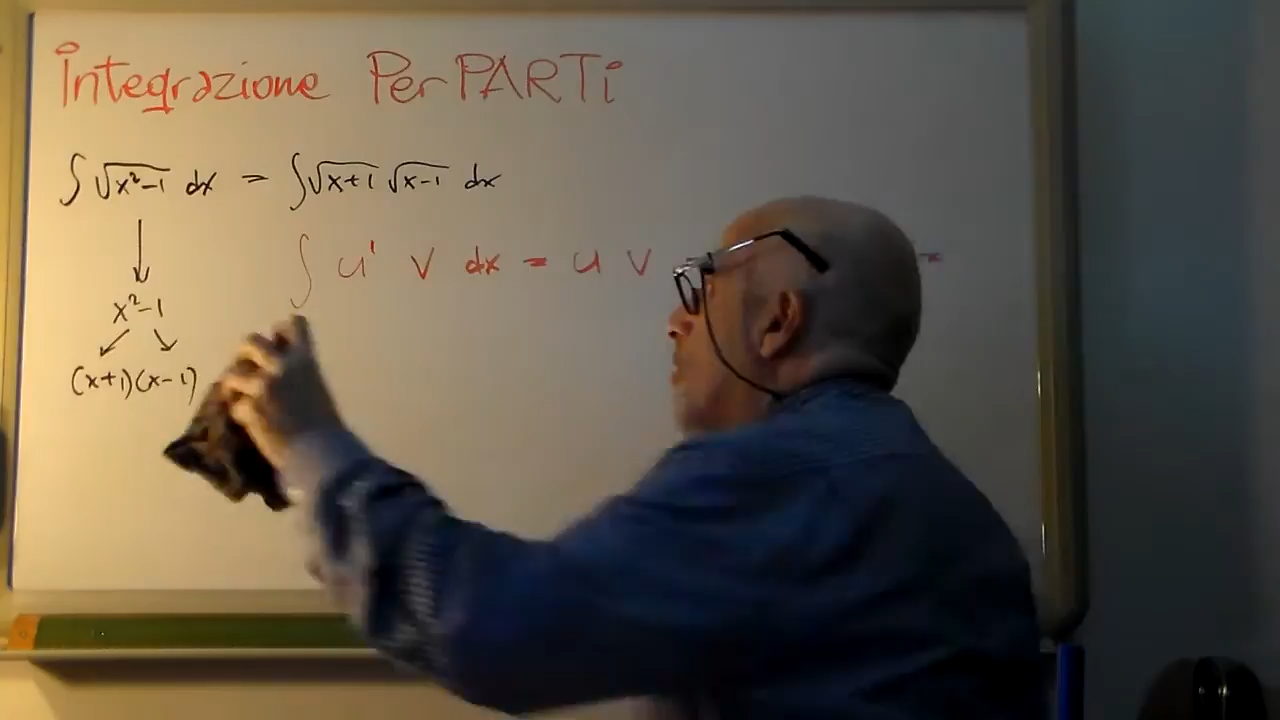 Integrazione Per PARTi
∫ √x²-1 dx = ∫ √x+1 √x-1 dx
∫ u' v dx = u v
x²-1
(x+1)(x-1)